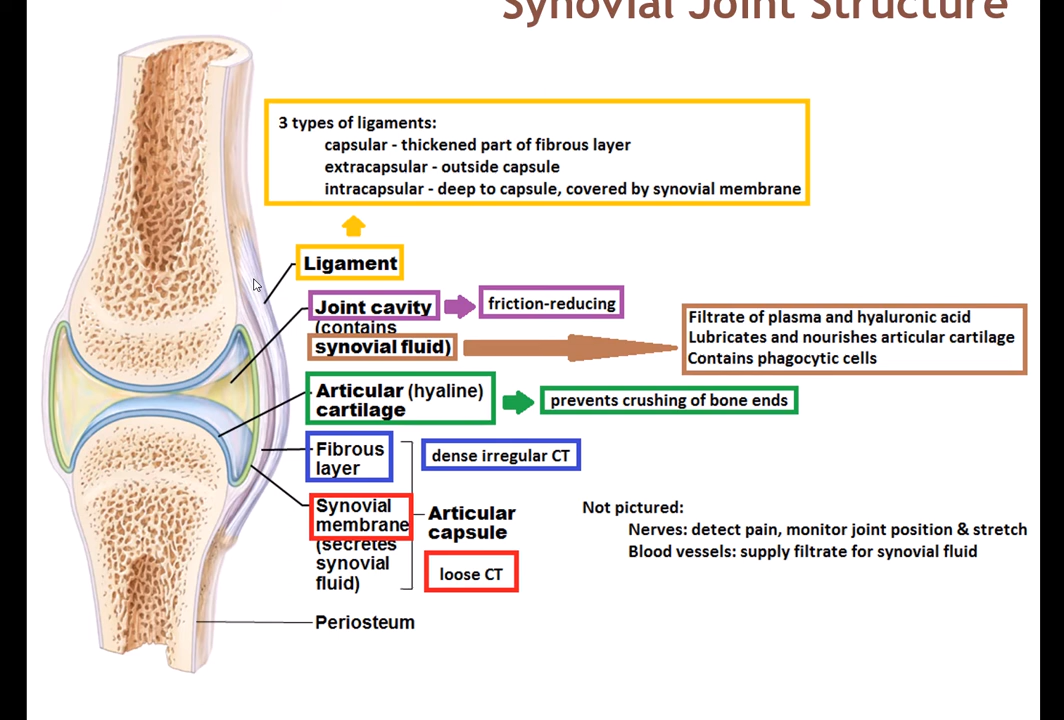 Synovial Joint Structure
3 types of ligaments:
capsular - thickened part of fibrous layer
extracapsular - outside capsule
intracapsular - deep to capsule, covered by synovial membrane
Ligament
Joint cavity
(contains
synovial fluid)
friction-reducing
Filtrate of plasma and hyaluronic acid
Lubricates and nourishes articular cartilage
Contains phagocytic cells
Articular (hyaline)
cartilage
prevents crushing of bone ends
Fibrous
layer
dense irregular CT
Synovial
membrane
(secretes
synovial
fluid)
Articular
capsule
loose CT
Not pictured:
Nerves: detect pain, monitor joint position & stretch
Blood vessels: supply filtrate for synovial fluid
Periosteum